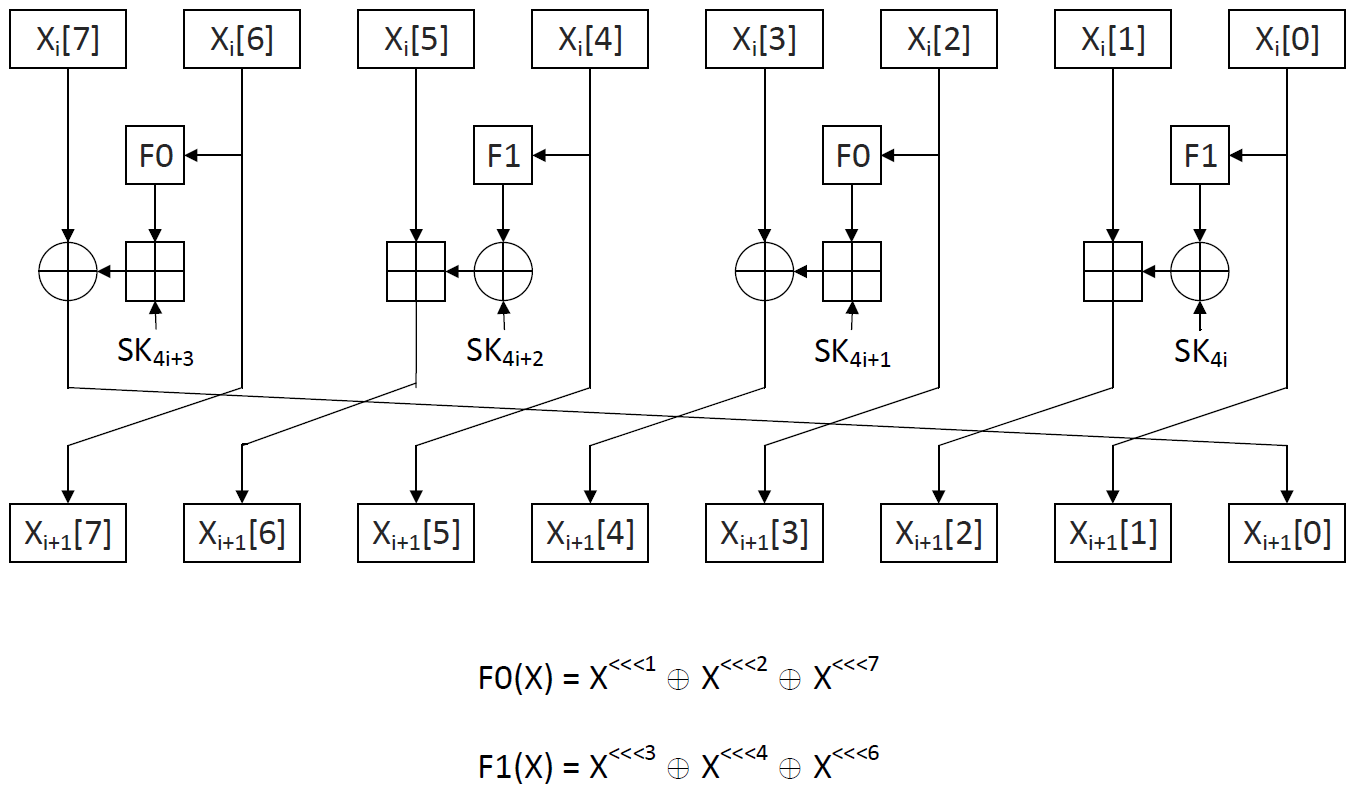 Xᵢ[7] Xᵢ[6] Xᵢ[5] Xᵢ[4] Xᵢ[3] Xᵢ[2] Xᵢ[1] Xᵢ[0]
F0 F1 F0 F1
SK₄ᵢ₊₃ SK₄ᵢ₊₂ SK₄ᵢ₊₁ SK₄ᵢ
Xᵢ₊₁[7] Xᵢ₊₁[6] Xᵢ₊₁[5] Xᵢ₊₁[4] Xᵢ₊₁[3] Xᵢ₊₁[2] Xᵢ₊₁[1] Xᵢ₊₁[0]
F0(X) = X^<<<1 ⊕ X^<<<2 ⊕ X^<<<7
F1(X) = X^<<<3 ⊕ X^<<<4 ⊕ X^<<<6